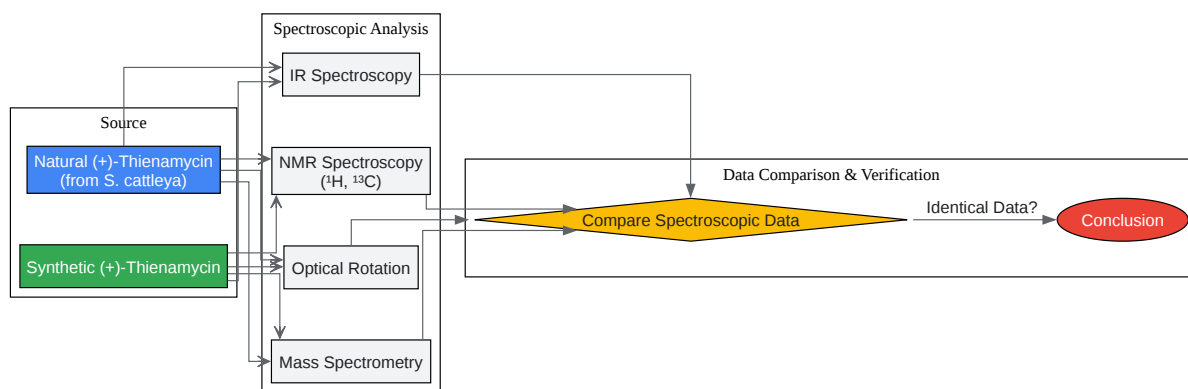 Spectroscopic Analysis
IR Spectroscopy
Source
Natural (+)-Thienamycin
(from S. cattleya)
NMR Spectroscopy
(¹H, ¹³C)
Data Comparison & Verification
Compare Spectroscopic Data
Identical Data?
Conclusion
Synthetic (+)-Thienamycin
Optical Rotation
Mass Spectrometry